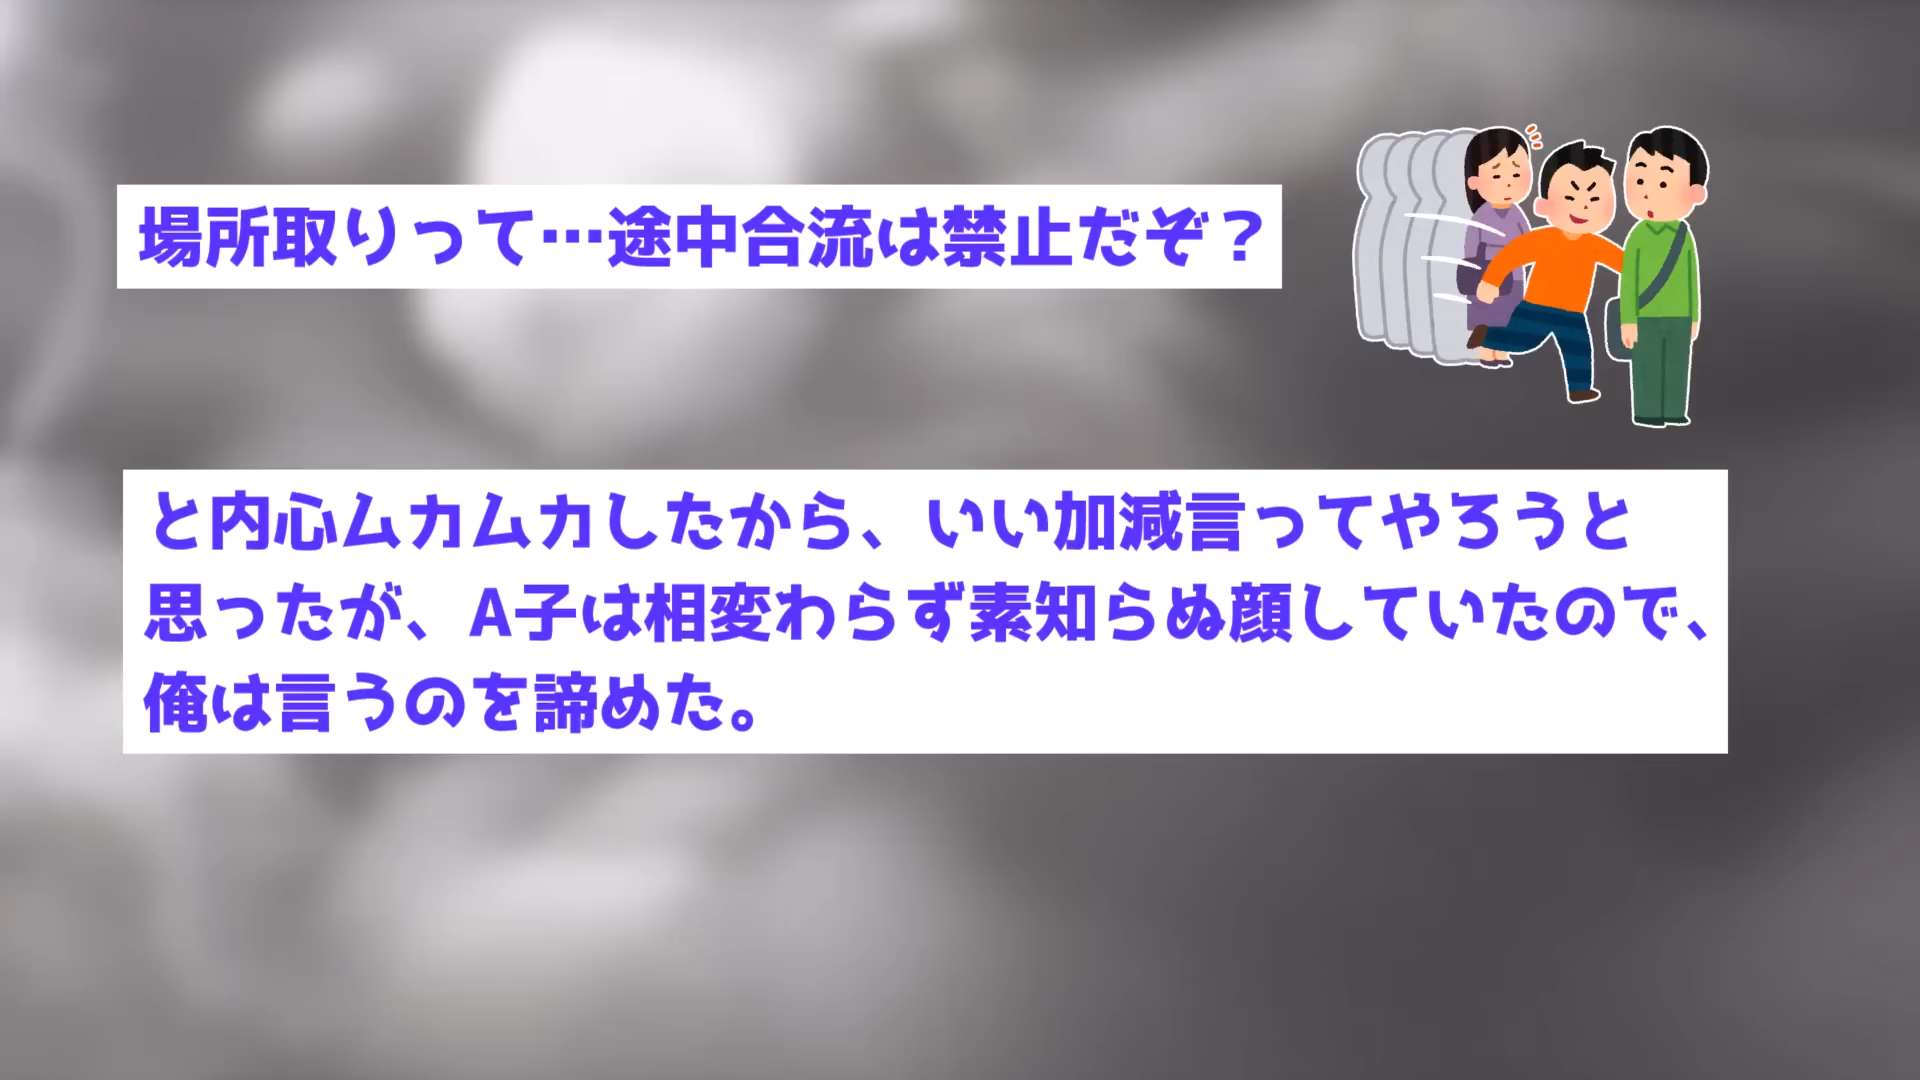 場所取りって…途中合流は禁止だぞ？
と内心ムカムカしたから、いい加減言ってやろうと
思ったが、A子は相変わらず素知らぬ顔していたので、
俺は言うのを諦めた。